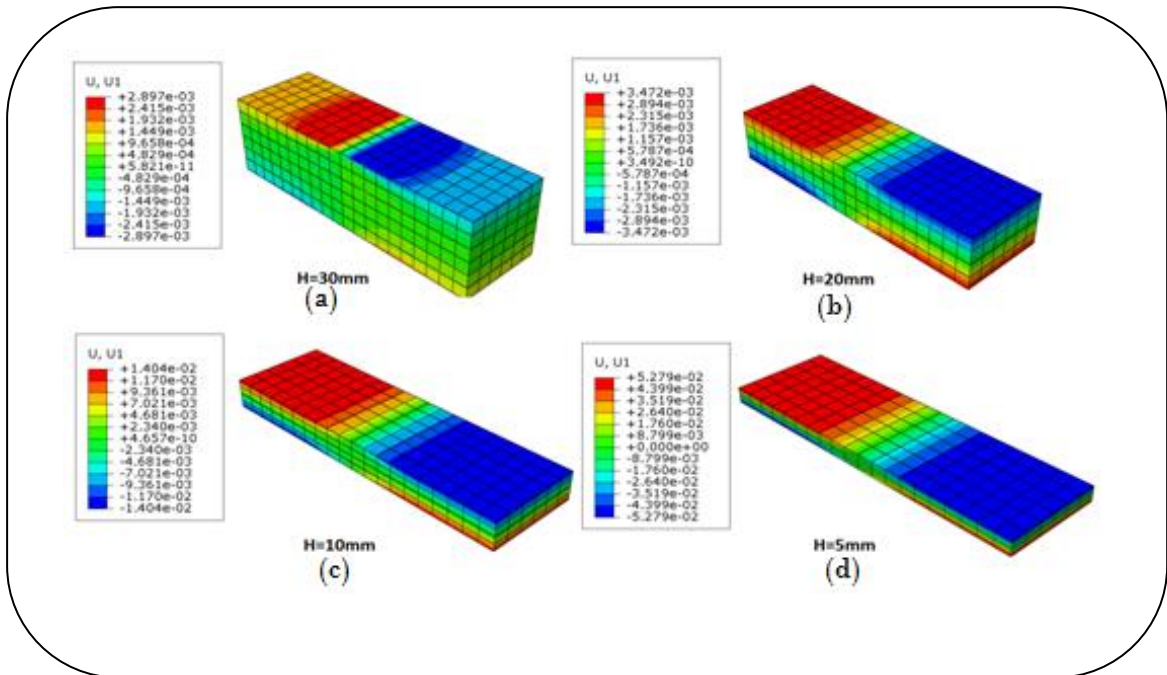 U, U1
+2.897e-03
+2.415e-03
+1.932e-03
+1.449e-03
+9.658e-04
+4.829e-04
+5.821e-11
-4.829e-04
-9.658e-04
-1.449e-03
-1.932e-03
-2.415e-03
-2.897e-03
H=30mm
(a)
U, U1
+3.472e-03
+2.894e-03
+2.315e-03
+1.736e-03
+1.157e-03
+5.787e-04
+3.492e-10
-5.787e-04
-1.157e-03
-1.736e-03
-2.315e-03
-2.894e-03
-3.472e-03
H=20mm
(b)
U, U1
+1.404e-02
+1.170e-02
+9.361e-03
+7.021e-03
+4.681e-03
+2.340e-03
+4.657e-10
-2.340e-03
-4.681e-03
-7.021e-03
-9.361e-03
-1.170e-02
-1.404e-02
H=10mm
(c)
U, U1
+5.279e-02
+4.399e-02
+3.519e-02
+2.640e-02
+1.760e-02
+8.799e-03
+0.000e+00
-8.799e-03
-1.760e-02
-2.640e-02
-3.519e-02
-4.399e-02
-5.279e-02
H=5mm
(d)